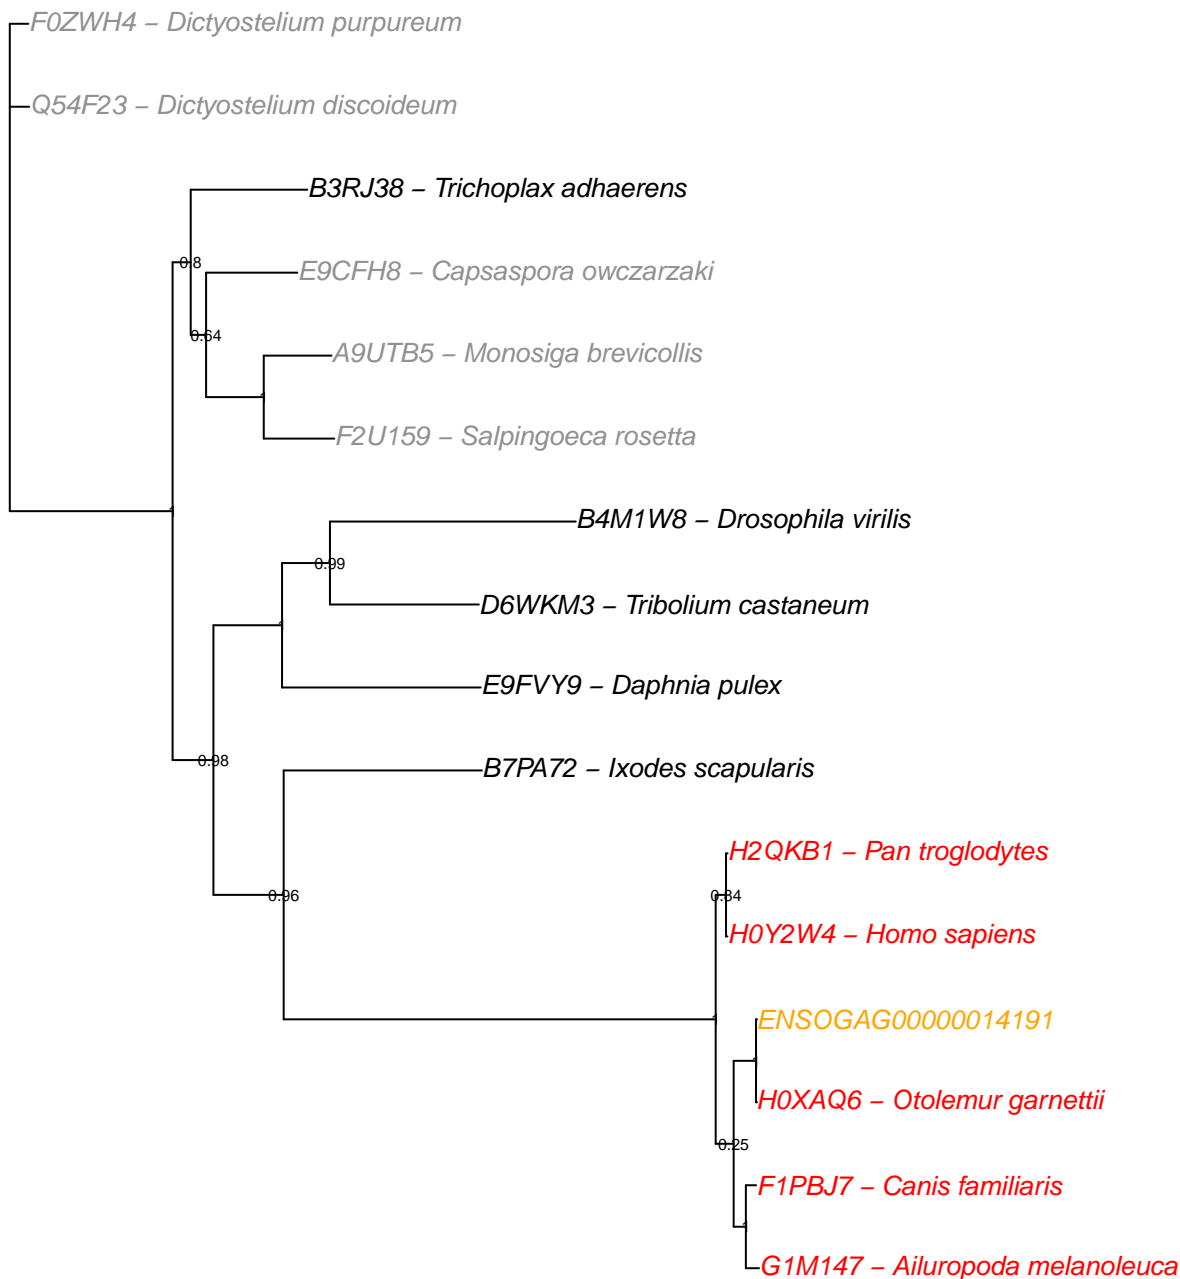 F0ZWH4 – Dictyostelium purpureum
Q54F23 – Dictyostelium discoideum
B3RJ38 – Trichoplax adhaerens
0.8
E9CFH8 – Capsaspora owczarzaki
0.64
A9UTB5 – Monosiga brevicollis
1
F2U159 – Salpingoeca rosetta
1
B4M1W8 – Drosophila virilis
0.99
D6WKM3 – Tribolium castaneum
1
E9FVY9 – Daphnia pulex
0.98
B7PA72 – Ixodes scapularis
H2QKB1 – Pan troglodytes
0.96
0.84
H0Y2W4 – Homo sapiens
1
ENSOGAG00000014191
1
H0XAQ6 – Otolemur garnettii
0.25
F1PBJ7 – Canis familiaris
1
G1M147 – Ailuropoda melanoleuca